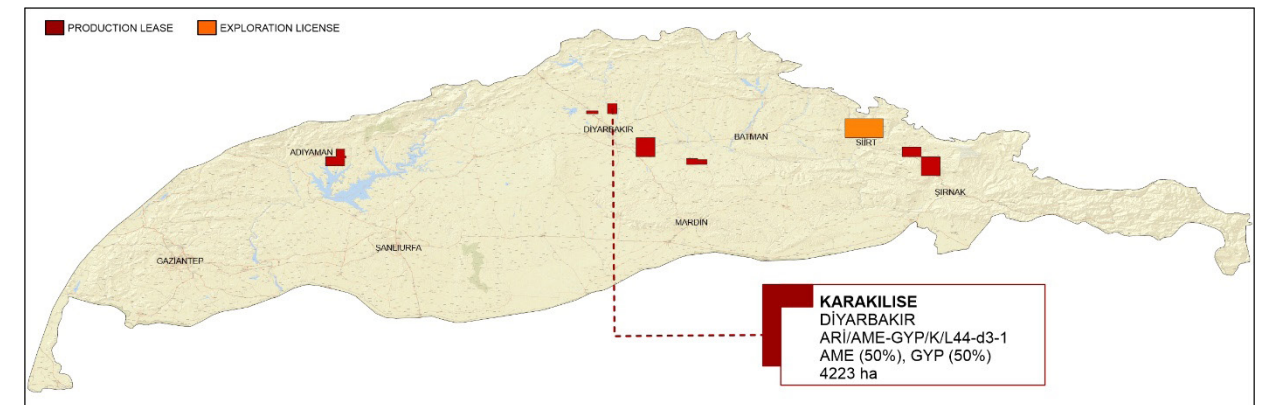 PRODUCTION LEASE
EXPLORATION LICENSE
DİYARBAKIR
BATMAN
SİİRT
ADIYAMAN
ŞIRNAK
MARDİN
ŞANLIURFA
GAZİANTEP
KARAKILISE
DİYARBAKIR
ARİ/AME-GYP/K/L44-d3-1
AME (50%), GYP (50%)
4223 ha